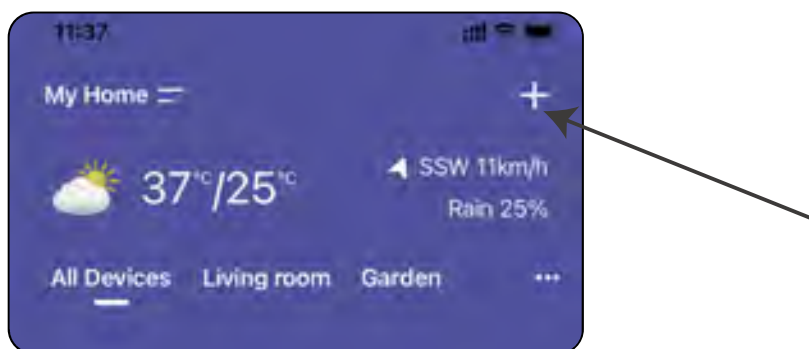 11:37
My Home
37°C/25°C
SSW 11km/h
Rain 25%
All Devices Living room Garden ...